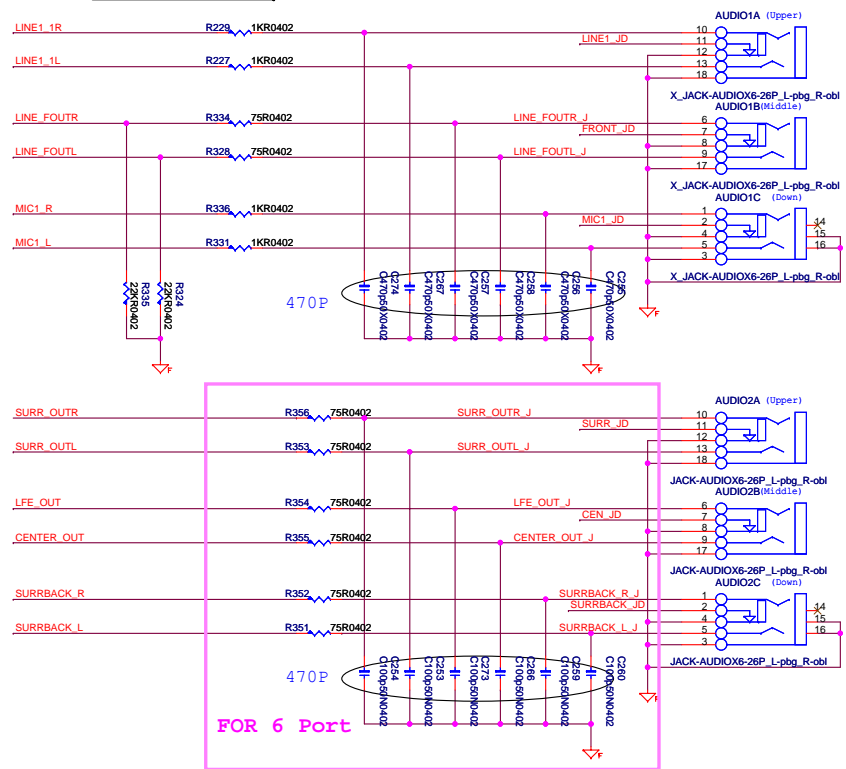 AUDIO1A (Upper)
LINE1_1R R229 1KR0402 10
LINE1_JD 11
12
LINE1_1L R227 1KR0402 13
18
X_JACK-AUDIOX6-26P_L-pbg_R-obl
AUDIO1B(Middle)
LINE_FOUTR R334 75R0402 LINE_FOUTR_J 6
FRONT_JD 7
8
LINE_FOUTL R328 75R0402 LINE_FOUTL_J 9
17
X_JACK-AUDIOX6-26P_L-pbg_R-obl
AUDIO1C (Down)
MIC1_R R336 1KR0402 1
MIC1_JD 2 14
4 15
MIC1_L R331 1KR0402 5 16
3
X_JACK-AUDIOX6-26P_L-pbg_R-obl
R335 22KR0402
R324 22KR0402
470P
C274 C470p50X0402
C267 C470p50X0402
C257 C470p50X0402
C258 C470p50X0402
C256 C470p50X0402
C255 C470p50X0402
F
F
F
AUDIO2A (Upper)
SURR_OUTR R356 75R0402 SURR_OUTR_J 10
SURR_JD 11
12
SURR_OUTL R353 75R0402 SURR_OUTL_J 13
18
JACK-AUDIOX6-26P_L-pbg_R-obl
AUDIO2B(Middle)
LFE_OUT R354 75R0402 LFE_OUT_J 6
CEN_JD 7
8
CENTER_OUT R355 75R0402 CENTER_OUT_J 9
17
JACK-AUDIOX6-26P_L-pbg_R-obl
AUDIO2C (Down)
SURRBACK_R R352 75R0402 SURRBACK_R_J 1
SURRBACK_JD 2 14
4 15
SURRBACK_L R351 75R0402 SURRBACK_L_J 5 16
3
JACK-AUDIOX6-26P_L-pbg_R-obl
470P
C254 C100p50N0402
C253 C100p50N0402
C273 C100p50N0402
C266 C100p50N0402
C259 C100p50N0402
C260 C100p50N0402
F
FOR 6 Port
F